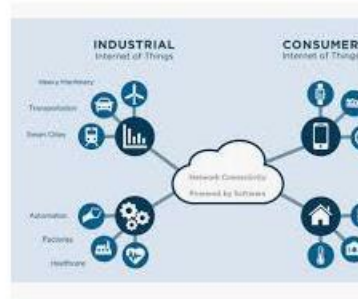 INDUSTRIAL
Internet of Things
CONSUMER
Internet of Things
Heavy Machinery
Transportation
Smart Cities
Network Connectivity
Powered by Software
Automation
Factories
Healthcare